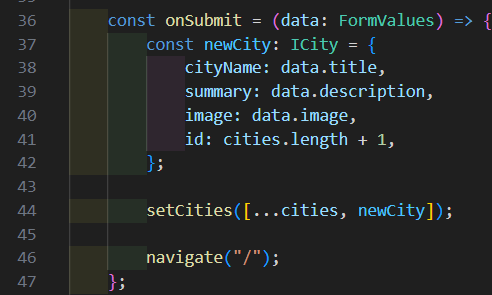 35
36 const onSubmit = (data: FormValues) => {
37 const newCity: ICity = {
38 cityName: data.title,
39 summary: data.description,
40 image: data.image,
41 id: cities.length + 1,
42 };
43
44 setCities([...cities, newCity]);
45
46 navigate("/");
47 };